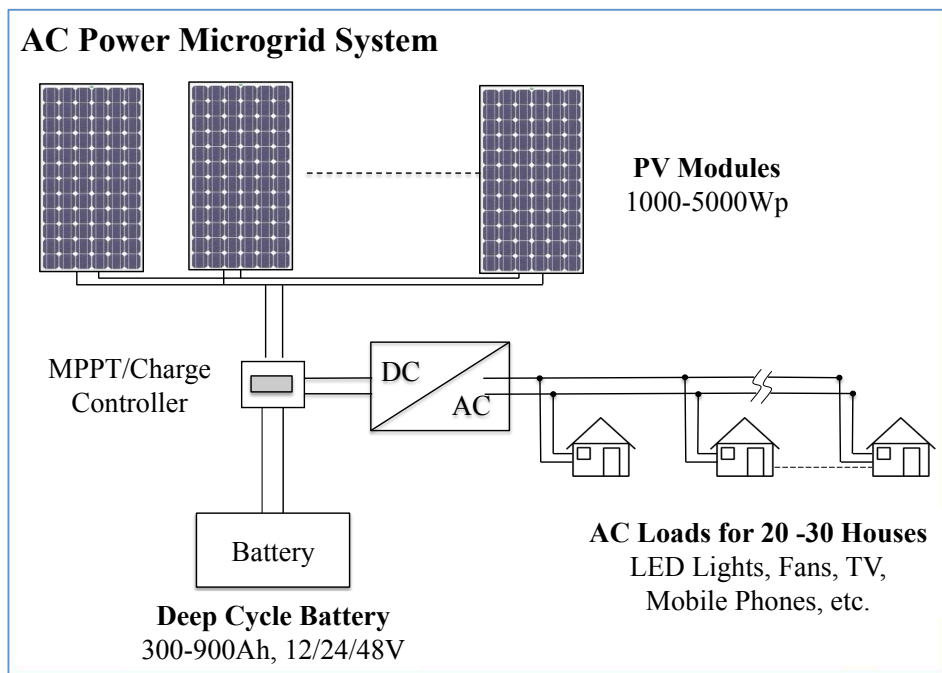 AC Power Microgrid System
PV Modules
1000-5000Wp
MPPT/Charge
Controller
DC
AC
Battery
Deep Cycle Battery
300-900Ah, 12/24/48V
AC Loads for 20 -30 Houses
LED Lights, Fans, TV,
Mobile Phones, etc.